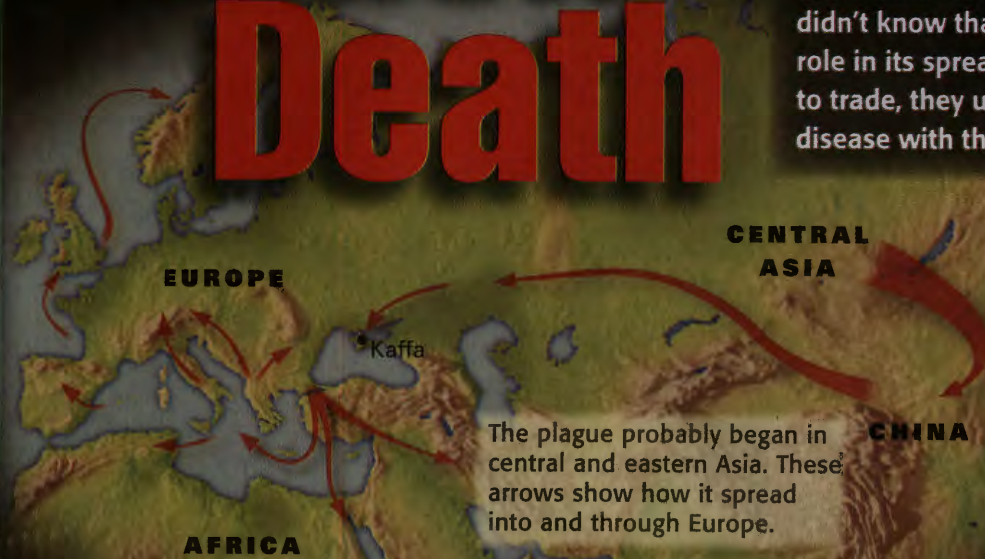 Death
didn't know tha
role in its sprea
to trade, they u
disease with th
CENTRAL
ASIA
EUROPE
Kaffa
CHINA
The plague probably began in
central and eastern Asia. These
arrows show how it spread
into and through Europe.
AFRICA